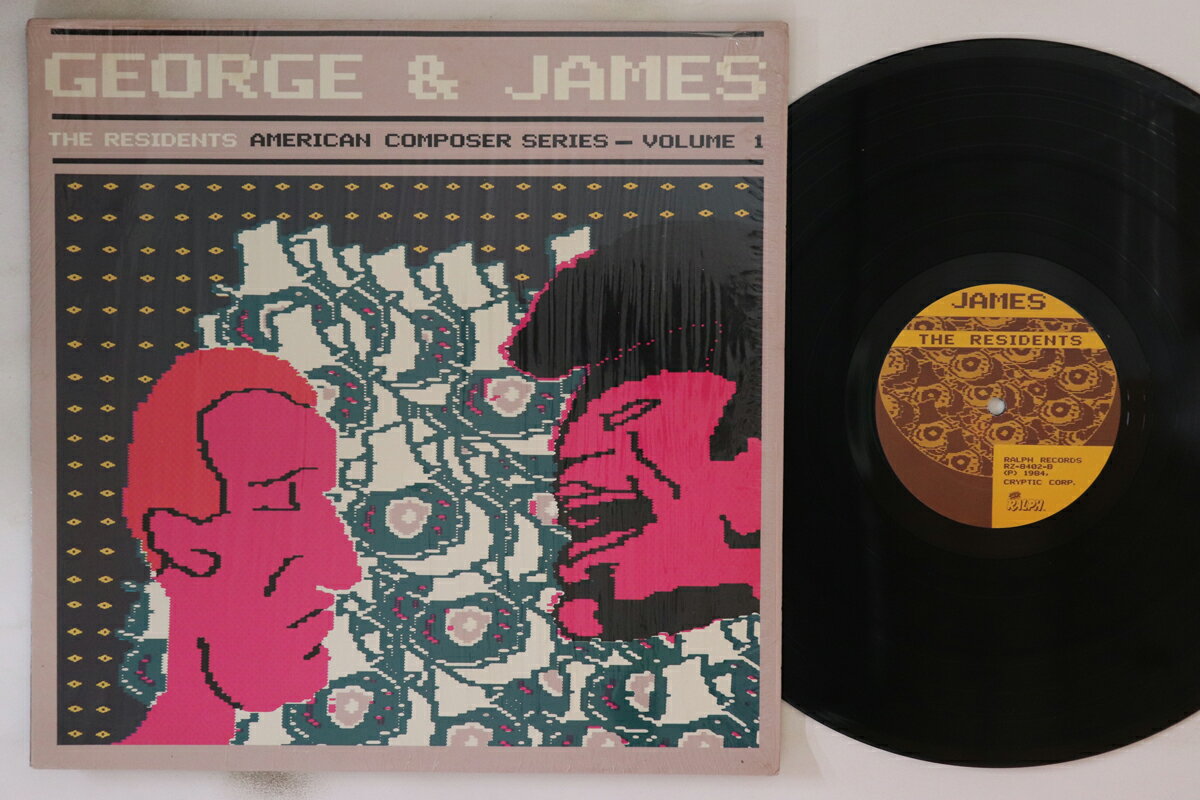 GEORGE & JAMES
THE RESIDENTS AMERICAN COMPOSER SERIES – VOLUME 1
JAMES
THE RESIDENTS
RALPH RECORDS
RZ-8402-B
(P) 1984,
CRYPTIC CORP.
RALPH